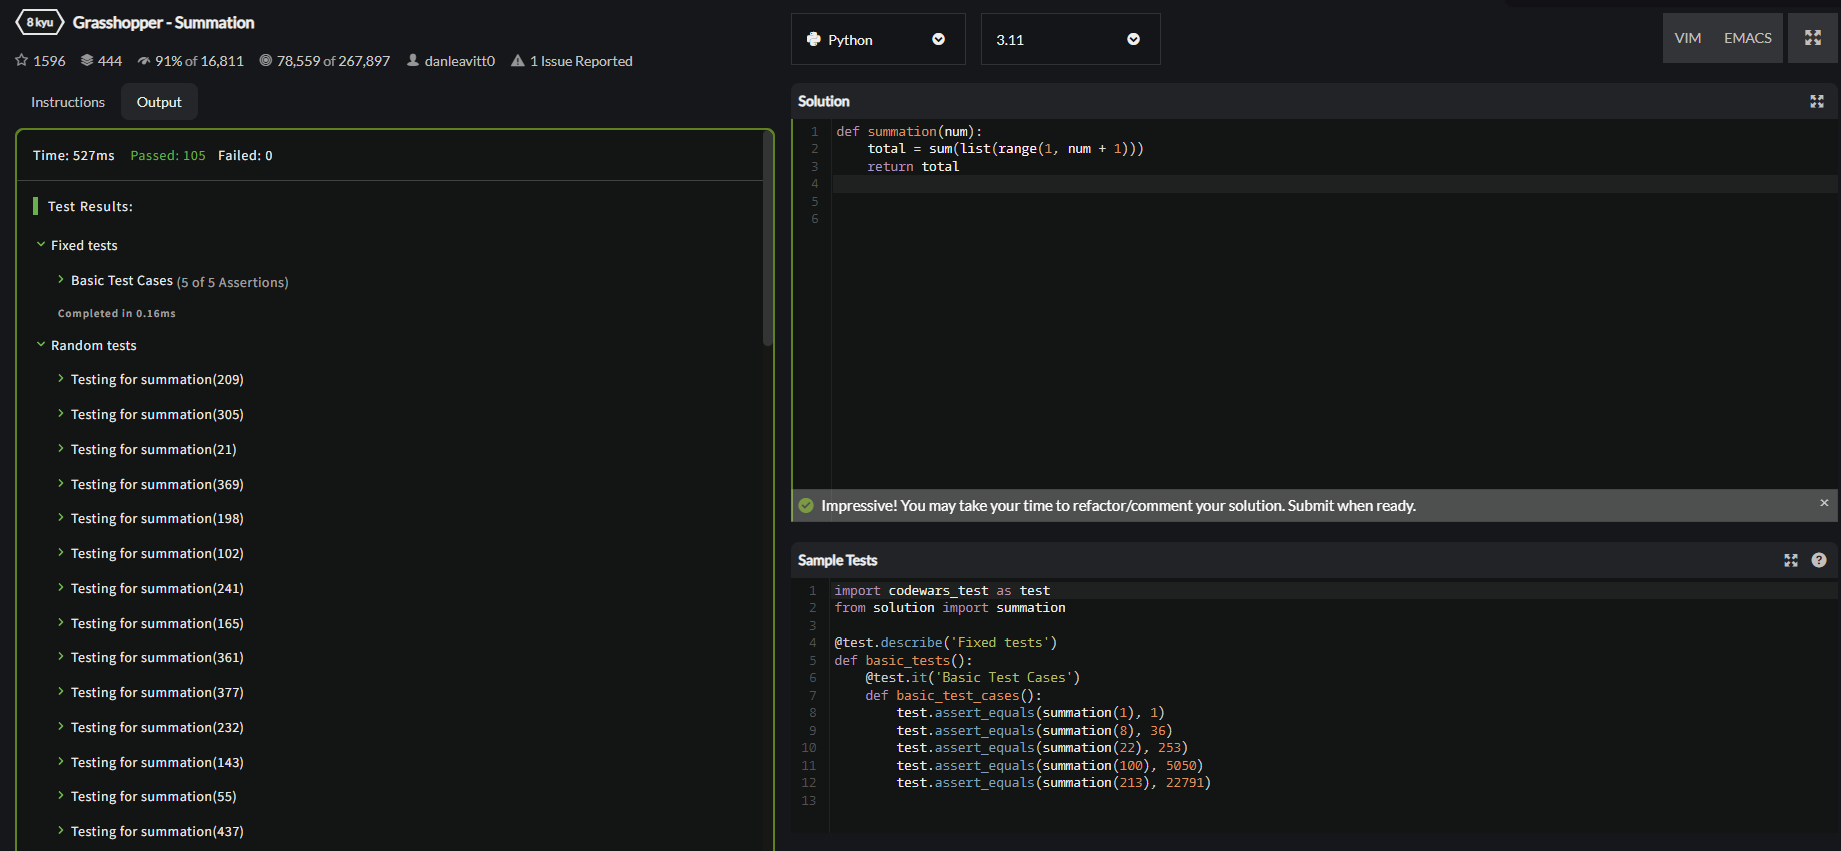 8 kyu Grasshopper - Summation
1596 444 91% of 16,811 78,559 of 267,897 danleavitt0 1 Issue Reported
Instructions Output
Time: 527ms Passed: 105 Failed: 0
Test Results:
Fixed tests
Basic Test Cases (5 of 5 Assertions)
Completed in 0.16ms
Random tests
Testing for summation(209)
Testing for summation(305)
Testing for summation(21)
Testing for summation(369)
Testing for summation(198)
Testing for summation(102)
Testing for summation(241)
Testing for summation(165)
Testing for summation(361)
Testing for summation(377)
Testing for summation(232)
Testing for summation(143)
Testing for summation(55)
Testing for summation(437)
Python 3.11 VIM EMACS
Solution
1 def summation(num):
2     total = sum(list(range(1, num + 1)))
3     return total
4
5
6
Impressive! You may take your time to refactor/comment your solution. Submit when ready. ×
Sample Tests ?
1 import codewars_test as test
2 from solution import summation
3
4 @test.describe('Fixed tests')
5 def basic_tests():
6     @test.it('Basic Test Cases')
7     def basic_test_cases():
8         test.assert_equals(summation(1), 1)
9         test.assert_equals(summation(8), 36)
10         test.assert_equals(summation(22), 253)
11         test.assert_equals(summation(100), 5050)
12         test.assert_equals(summation(213), 22791)
13